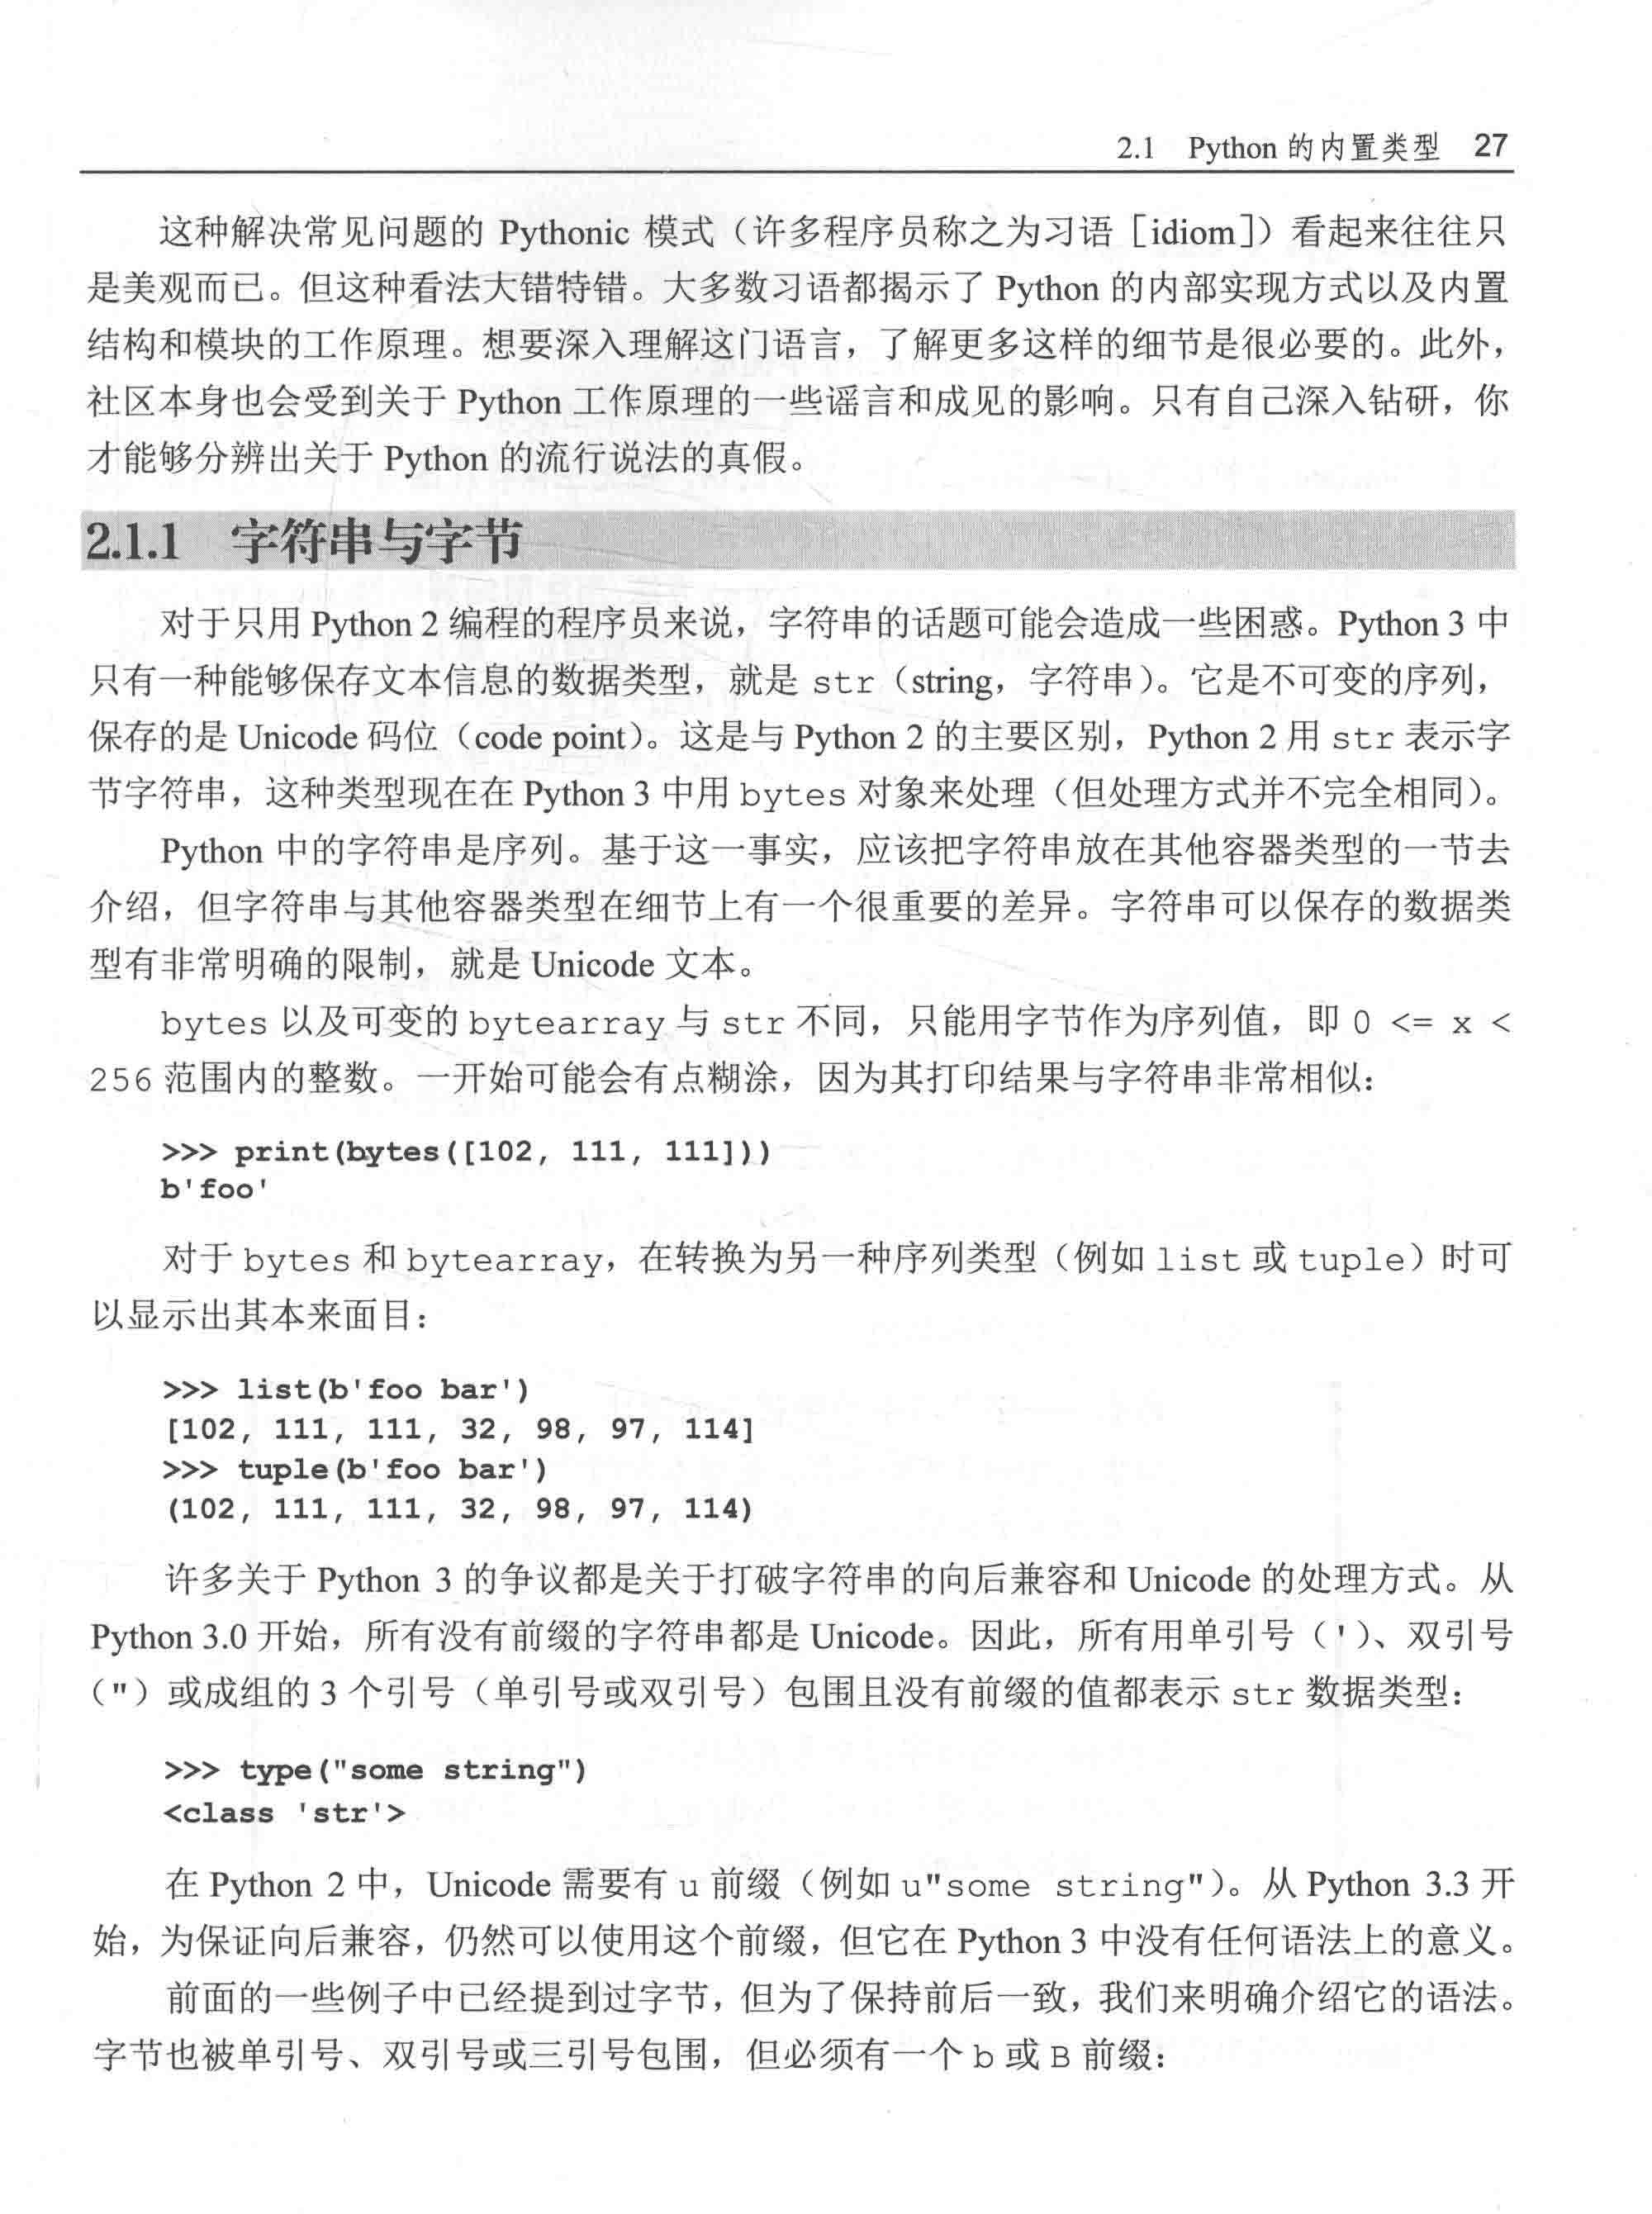 2.1 Python 的内置类型 27
这种解决常见问题的 Pythonic 模式（许多程序员称之为习语［idiom］）看起来往往只
是美观而已。但这种看法大错特错。大多数习语都揭示了 Python 的内部实现方式以及内置
结构和模块的工作原理。想要深入理解这门语言，了解更多这样的细节是很必要的。此外，
社区本身也会受到关于 Python 工作原理的一些谣言和成见的影响。只有自己深入钻研，你
才能够分辨出关于 Python 的流行说法的真假。
2.1.1 字符串与字节
对于只用 Python 2 编程的程序员来说，字符串的话题可能会造成一些困惑。Python 3 中
只有一种能够保存文本信息的数据类型，就是 str（string，字符串）。它是不可变的序列，
保存的是 Unicode 码位（code point）。这是与 Python 2 的主要区别，Python 2 用 str 表示字
节字符串，这种类型现在在 Python 3 中用 bytes 对象来处理（但处理方式并不完全相同）。
Python 中的字符串是序列。基于这一事实，应该把字符串放在其他容器类型的一节去
介绍，但字符串与其他容器类型在细节上有一个很重要的差异。字符串可以保存的数据类
型有非常明确的限制，就是 Unicode 文本。
bytes 以及可变的 bytearray 与 str 不同，只能用字节作为序列值，即 0 <= x <
256 范围内的整数。一开始可能会有点糊涂，因为其打印结果与字符串非常相似：
>>> print(bytes([102, 111, 111]))
b'foo'
对于 bytes 和 bytearray，在转换为另一种序列类型（例如 list 或 tuple）时可
以显示出其本来面目：
>>> list(b'foo bar')
[102, 111, 111, 32, 98, 97, 114]
>>> tuple(b'foo bar')
(102, 111, 111, 32, 98, 97, 114)
许多关于 Python 3 的争议都是关于打破字符串的向后兼容和 Unicode 的处理方式。从
Python 3.0 开始，所有没有前缀的字符串都是 Unicode。因此，所有用单引号（'）、双引号
（"）或成组的 3 个引号（单引号或双引号）包围且没有前缀的值都表示 str 数据类型：
>>> type("some string")
<class 'str'>
在 Python 2 中，Unicode 需要有 u 前缀（例如 u"some string"）。从 Python 3.3 开
始，为保证向后兼容，仍然可以使用这个前缀，但它在 Python 3 中没有任何语法上的意义。
前面的一些例子中已经提到过字节，但为了保持前后一致，我们来明确介绍它的语法。
字节也被单引号、双引号或三引号包围，但必须有一个 b 或 B 前缀：